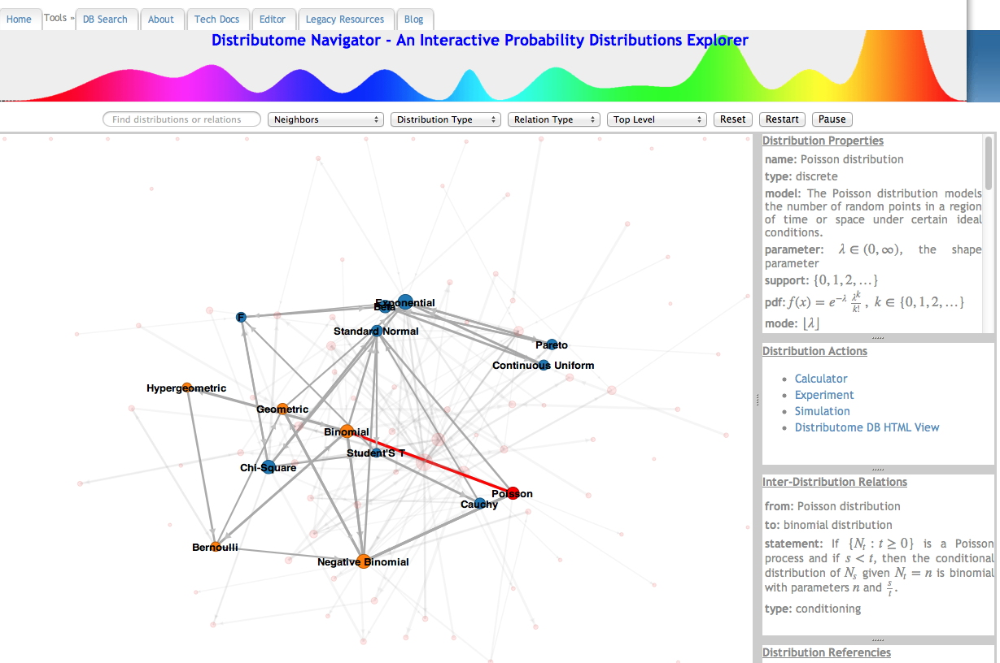 Home Tools » DB Search About Tech Docs Editor Legacy Resources Blog
Distributome Navigator - An Interactive Probability Distributions Explorer
Find distributions or relations Neighbors Distribution Type Relation Type Top Level Reset Restart Pause
Exponential
Beta
F
Standard Normal
Pareto
Continuous Uniform
Hypergeometric
Geometric
Binomial
Student'S T
Chi-Square
Poisson
Cauchy
Bernoulli
Negative Binomial
Distribution Properties
name: Poisson distribution
type: discrete
model: The Poisson distribution models
the number of random points in a region
of time or space under certain ideal
conditions.
parameter: λ ∈ (0, ∞), the shape
parameter
support: {0, 1, 2, …}
pdf: f(x) = e^{-λ} λ^k/k! , k ∈ {0, 1, 2, …}
mode: ⌊λ⌋
Distribution Actions
Calculator
Experiment
Simulation
Distributome DB HTML View
Inter-Distribution Relations
from: Poisson distribution
to: binomial distribution
statement: If {N_t : t ≥ 0} is a Poisson
process and if s < t, then the conditional
distribution of N_s given N_t = n is binomial
with parameters n and s/t.
type: conditioning
Distribution References